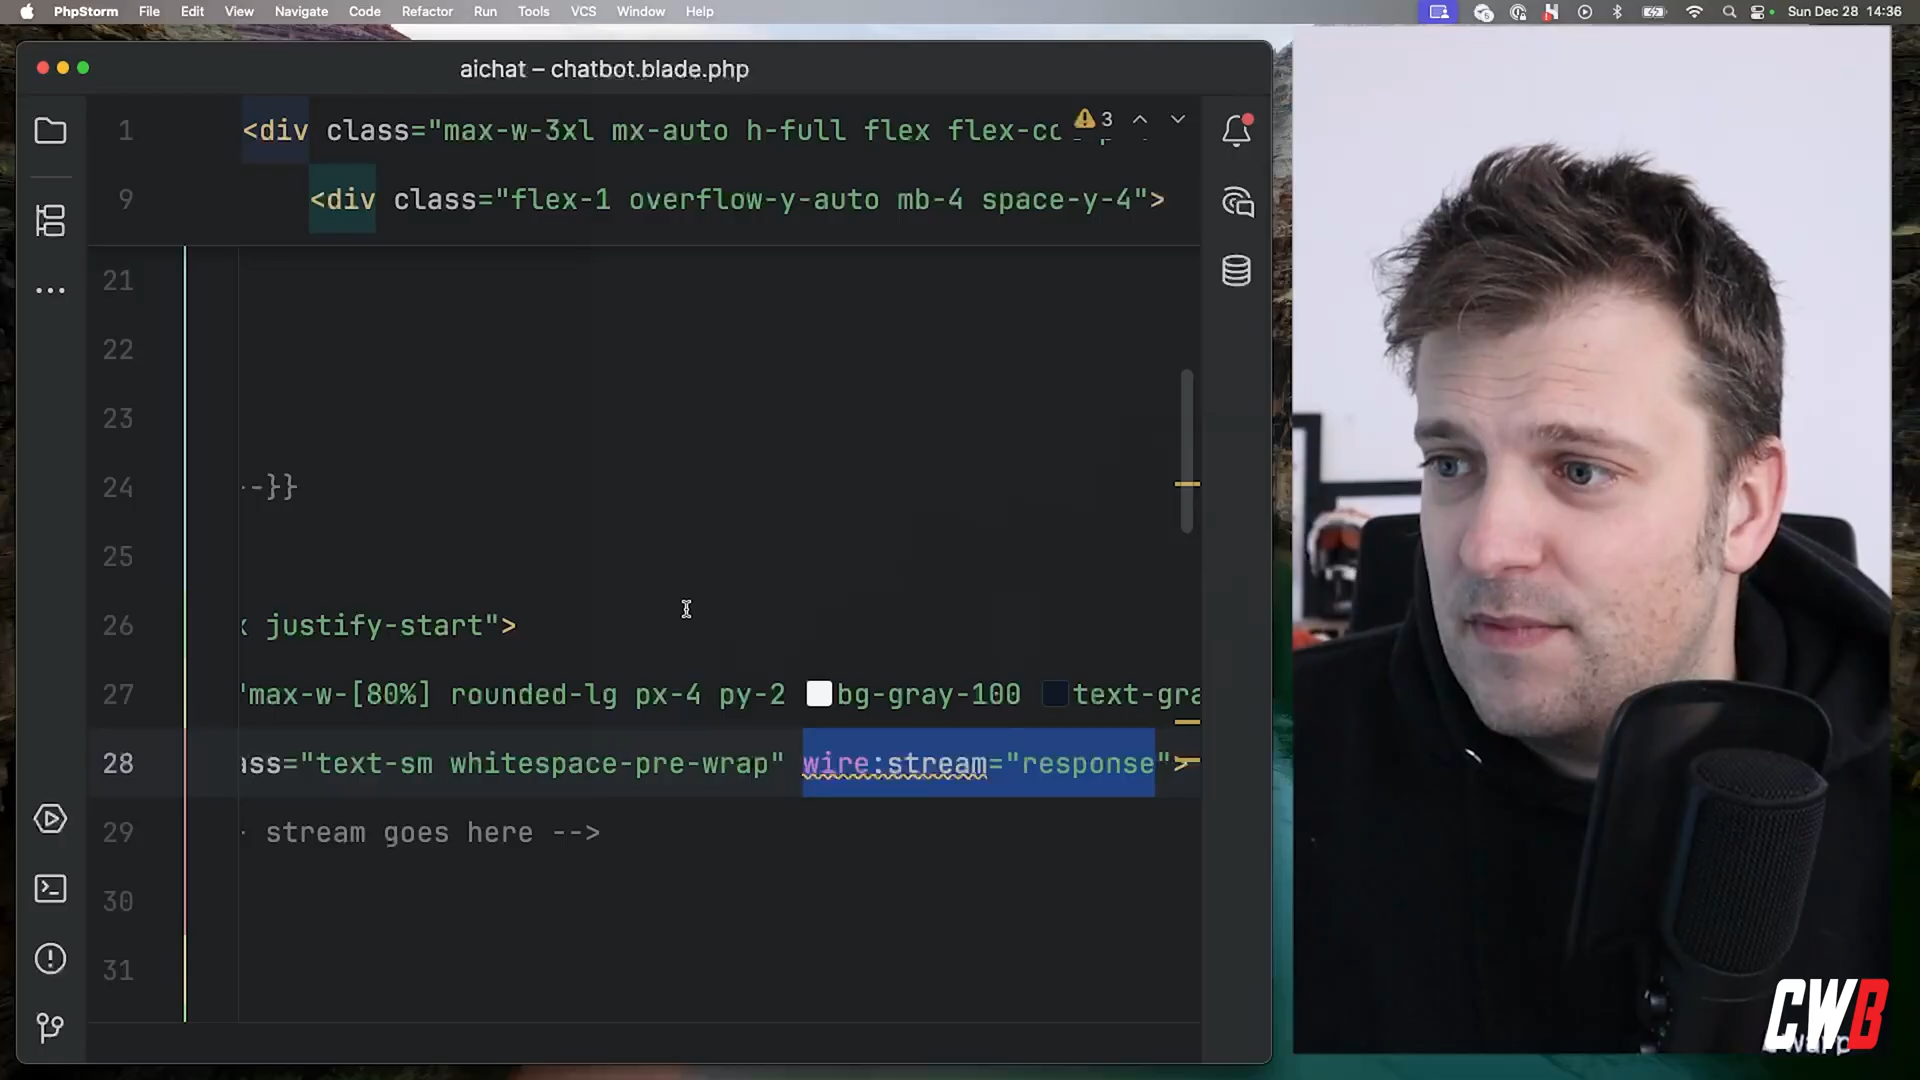 PhpStorm File Edit View Navigate Code Refactor Run Tools VCS Window Help
Sun Dec 28 14:36
aichat – chatbot.blade.php
1 <div class="max-w-3xl mx-auto h-full flex flex-cc
3
9 <div class="flex-1 overflow-y-auto mb-4 space-y-4">
21
22
23
24 --}}
25
26 x justify-start">
27 "max-w-[80%] rounded-lg px-4 py-2 bg-gray-100 text-gra
28 ass="text-sm whitespace-pre-wrap" wire:stream="response">
29 - stream goes here -->
30
31
CWB